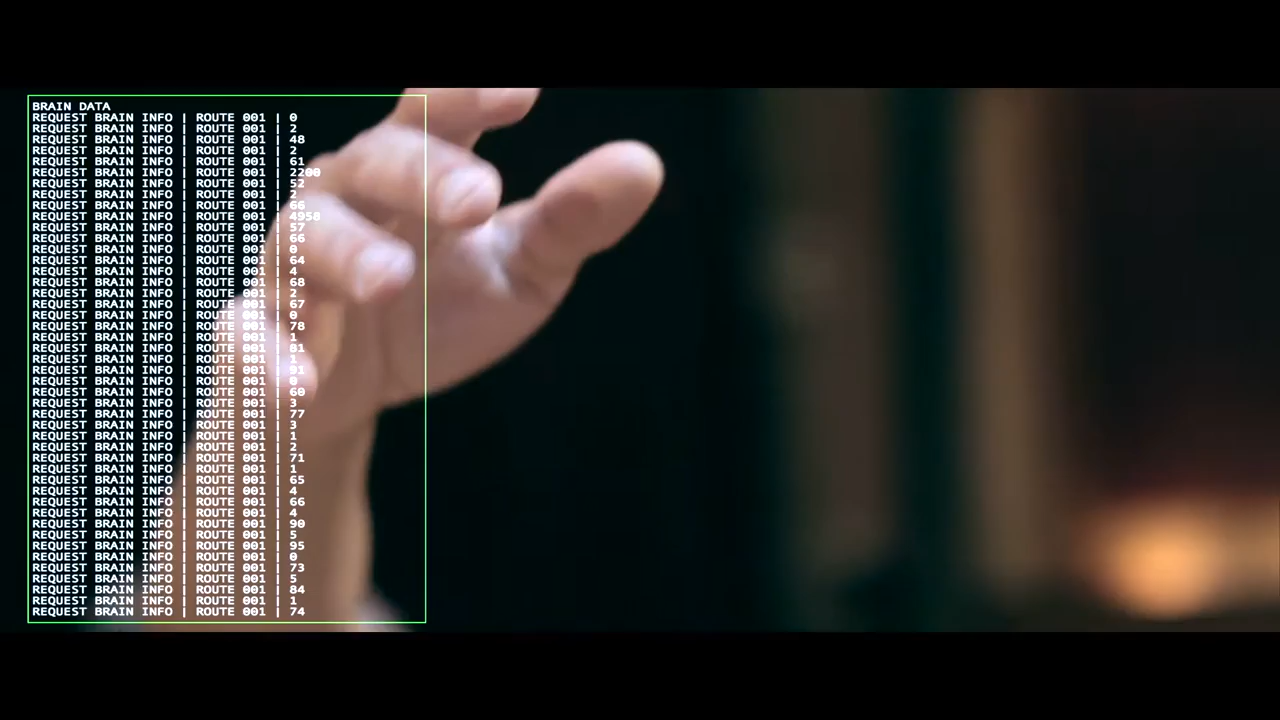 BRAIN DATA
REQUEST BRAIN INFO | ROUTE 001 | 0
REQUEST BRAIN INFO | ROUTE 001 | 2
REQUEST BRAIN INFO | ROUTE 001 | 48
REQUEST BRAIN INFO | ROUTE 001 | 2
REQUEST BRAIN INFO | ROUTE 001 | 61
REQUEST BRAIN INFO | ROUTE 001 | 2200
REQUEST BRAIN INFO | ROUTE 001 | 52
REQUEST BRAIN INFO | ROUTE 001 | 2
REQUEST BRAIN INFO | ROUTE 001 | 66
REQUEST BRAIN INFO | ROUTE 001 | 4958
REQUEST BRAIN INFO | ROUTE 001 | 57
REQUEST BRAIN INFO | ROUTE 001 | 66
REQUEST BRAIN INFO | ROUTE 001 | 0
REQUEST BRAIN INFO | ROUTE 001 | 64
REQUEST BRAIN INFO | ROUTE 001 | 4
REQUEST BRAIN INFO | ROUTE 001 | 68
REQUEST BRAIN INFO | ROUTE 001 | 2
REQUEST BRAIN INFO | ROUTE 001 | 67
REQUEST BRAIN INFO | ROUTE 001 | 0
REQUEST BRAIN INFO | ROUTE 001 | 78
REQUEST BRAIN INFO | ROUTE 001 | 1
REQUEST BRAIN INFO | ROUTE 001 | 81
REQUEST BRAIN INFO | ROUTE 001 | 1
REQUEST BRAIN INFO | ROUTE 001 | 91
REQUEST BRAIN INFO | ROUTE 001 | 0
REQUEST BRAIN INFO | ROUTE 001 | 60
REQUEST BRAIN INFO | ROUTE 001 | 3
REQUEST BRAIN INFO | ROUTE 001 | 77
REQUEST BRAIN INFO | ROUTE 001 | 3
REQUEST BRAIN INFO | ROUTE 001 | 1
REQUEST BRAIN INFO | ROUTE 001 | 2
REQUEST BRAIN INFO | ROUTE 001 | 71
REQUEST BRAIN INFO | ROUTE 001 | 1
REQUEST BRAIN INFO | ROUTE 001 | 65
REQUEST BRAIN INFO | ROUTE 001 | 4
REQUEST BRAIN INFO | ROUTE 001 | 66
REQUEST BRAIN INFO | ROUTE 001 | 4
REQUEST BRAIN INFO | ROUTE 001 | 90
REQUEST BRAIN INFO | ROUTE 001 | 5
REQUEST BRAIN INFO | ROUTE 001 | 95
REQUEST BRAIN INFO | ROUTE 001 | 0
REQUEST BRAIN INFO | ROUTE 001 | 73
REQUEST BRAIN INFO | ROUTE 001 | 5
REQUEST BRAIN INFO | ROUTE 001 | 84
REQUEST BRAIN INFO | ROUTE 001 | 1
REQUEST BRAIN INFO | ROUTE 001 | 74